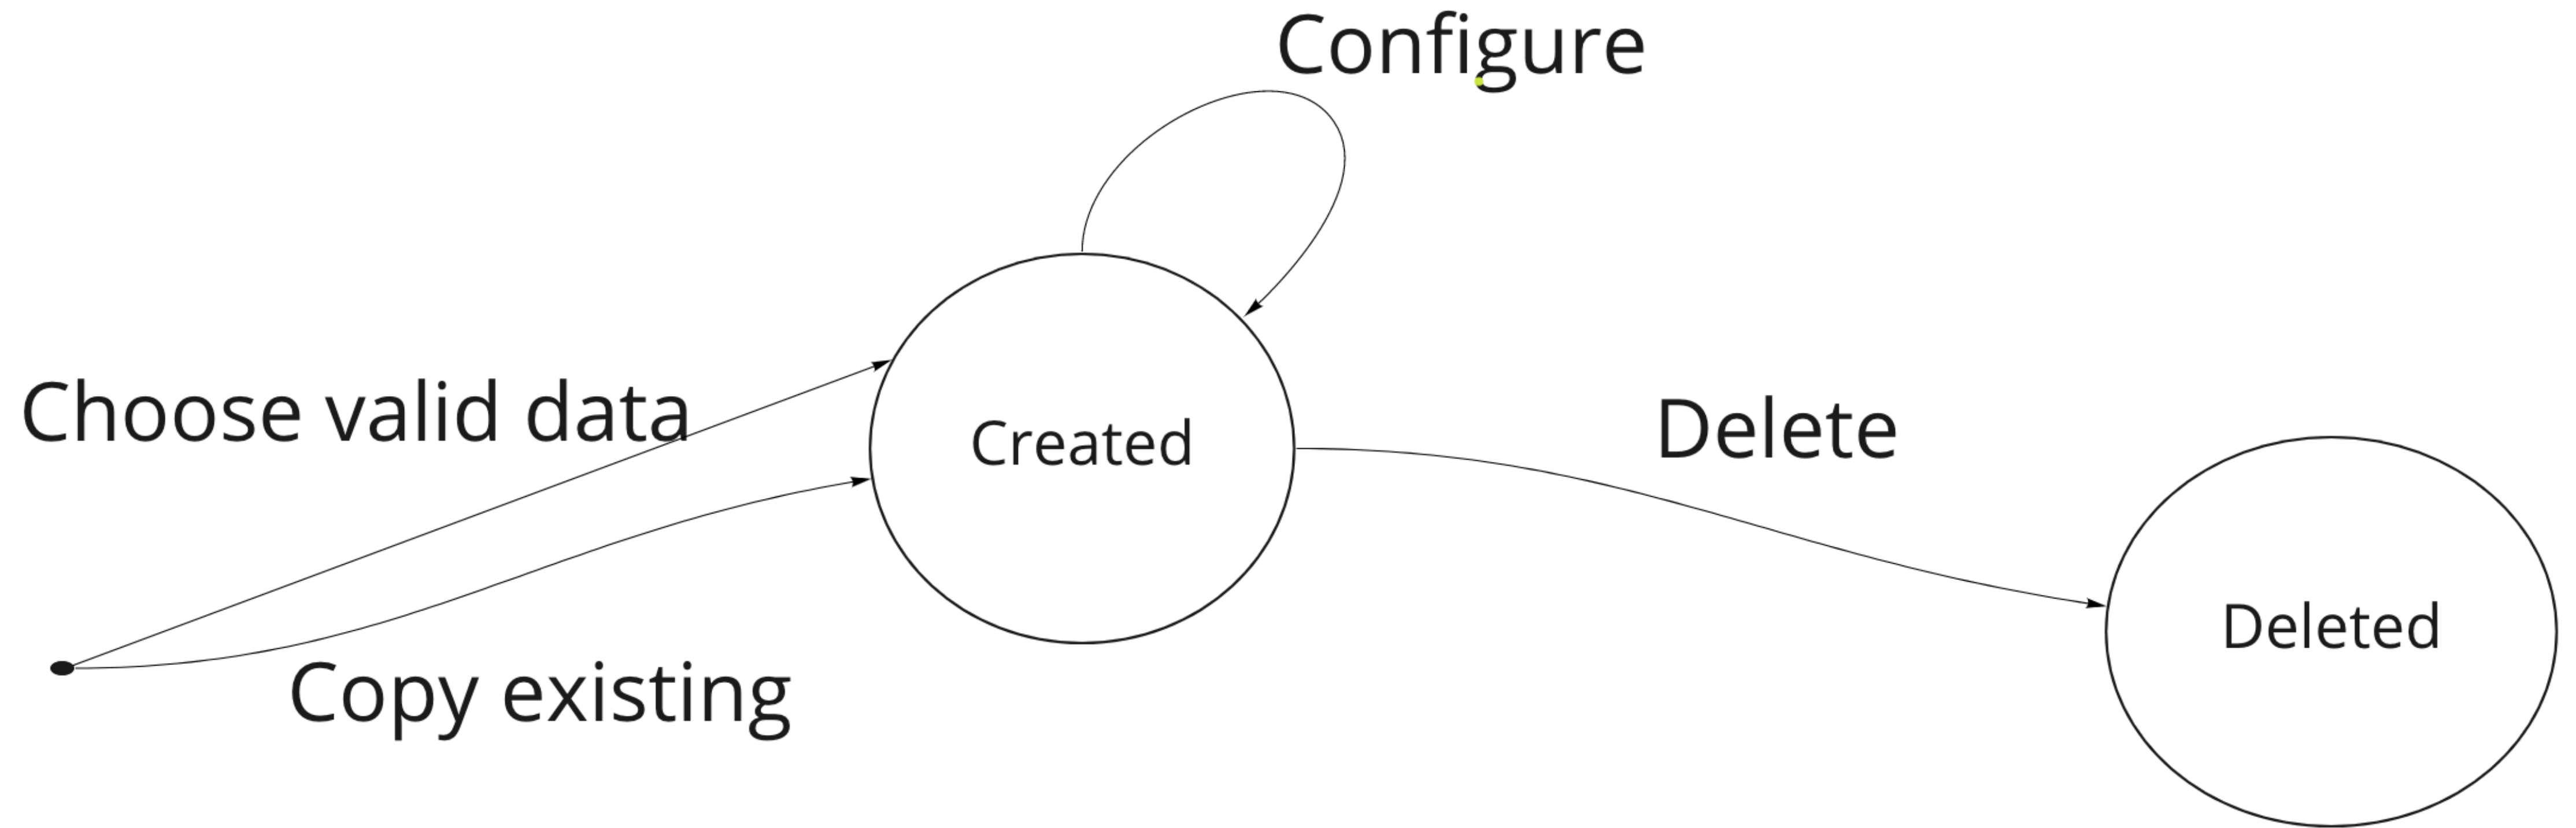 Configure
Choose valid data
Delete
Created
Deleted
Copy existing